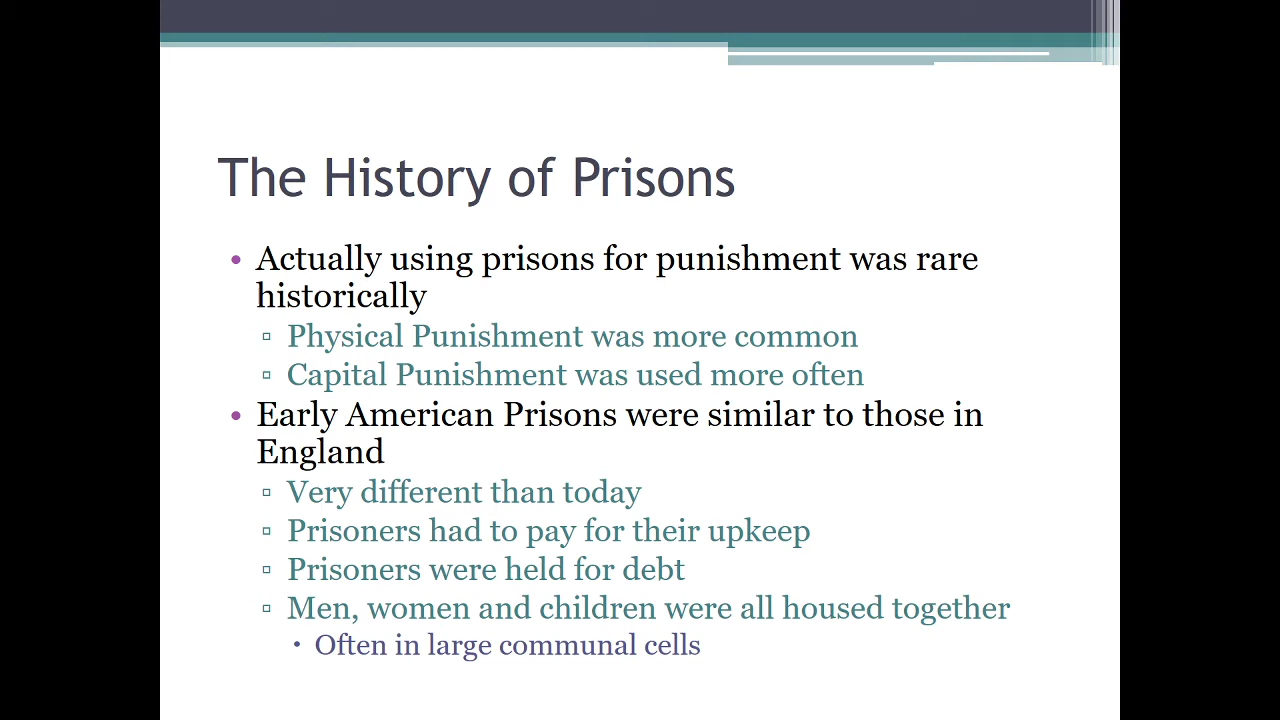 The History of Prisons
• Actually using prisons for punishment was rare
historically
▫ Physical Punishment was more common
▫ Capital Punishment was used more often
• Early American Prisons were similar to those in
England
▫ Very different than today
▫ Prisoners had to pay for their upkeep
▫ Prisoners were held for debt
▫ Men, women and children were all housed together
• Often in large communal cells